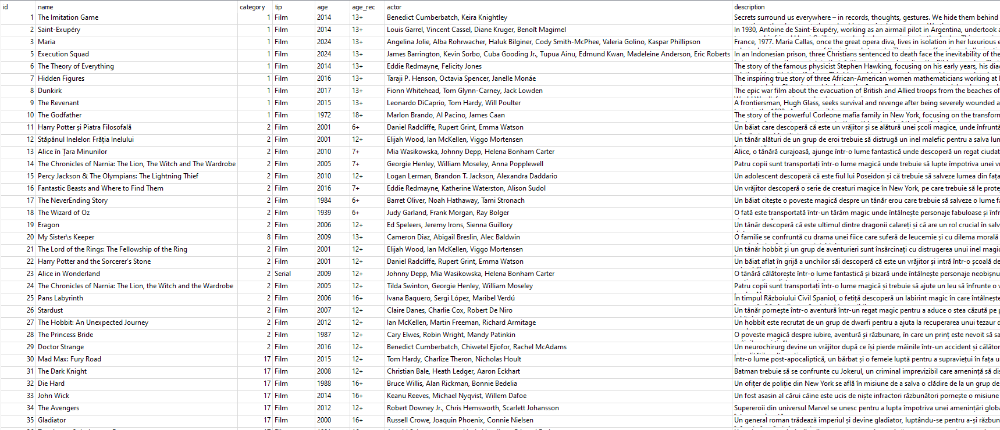 id name category tip age age_rec actor description
1 The Imitation Game 1 Film 2014 13+ Benedict Cumberbatch, Keira Knightley Secrets surround us everywhere – in records, thoughts, gestures. We hide them behind
2 Saint-Exupéry 1 Film 2014 13+ Louis Garrel, Vincent Cassel, Diane Kruger, Benoît Magimel In 1930, Antoine de Saint-Exupéry, working as an airmail pilot in Argentina, undertook a
3 Maria 1 Film 2024 13+ Angelina Jolie, Alba Rohrwacher, Haluk Bilginer, Cody Smith-McPhee, Valeria Golino, Kaspar Phillipson France, 1977. Maria Callas, once the great opera diva, lives in isolation in her luxurious
5 Execution Squad 1 Film 2024 13+ James Barrington, Kevin Sorbo, Cuba Gooding Jr., Tupua Ainu, Edmund Kwan, Madeleine Anderson, Eric Roberts In an Indonesian prison, three Christians sentenced to death face the inevitability of the
6 The Theory of Everything 1 Film 2014 13+ Eddie Redmayne, Felicity Jones The story of the famous physicist Stephen Hawking, focusing on his early years, his
7 Hidden Figures 1 Film 2016 13+ Taraji P. Henson, Octavia Spencer, Janelle Monáe The inspiring true story of three African-American women mathematicians working at
8 Dunkirk 1 Film 2017 13+ Fionn Whitehead, Tom Glynn-Carney, Jack Lowden The epic war film about the evacuation of British and Allied troops from the beaches of
9 The Revenant 1 Film 2015 13+ Leonardo DiCaprio, Tom Hardy, Will Poulter A frontiersman, Hugh Glass, seeks survival and revenge after being severely wounded a
10 The Godfather 1 Film 1972 18+ Marlon Brando, Al Pacino, James Caan The story of the powerful Corleone mafia family in New York, focusing on the
11 Harry Potter și Piatra Filosofală 2 Film 2001 6+ Daniel Radcliffe, Rupert Grint, Emma Watson Un băiat care descoperă că este un vrăjitor și se alătură unei școli magice, unde
12 Stăpânul Inelelor: Frăția Inelului 2 Film 2001 12+ Elijah Wood, Ian McKellen, Viggo Mortensen Un tânăr alături de un grup de eroi trebuie să distrugă un inel malefic pentru a salva
13 Alice în Țara Minunilor 2 Film 2010 7+ Mia Wasikowska, Johnny Depp, Helena Bonham Carter Alice, o tânără curajoasă, ajunge într-o lume fantastică unde descoperă un regat
14 The Chronicles of Narnia: The Lion, The Witch and The Wardrobe 2 Film 2005 7+ Georgie Henley, William Moseley, Anna Popplewell Patru copii sunt transportați într-o lume magică unde trebuie să lupte împotriva unei
15 Percy Jackson & The Olympians: The Lightning Thief 2 Film 2010 12+ Logan Lerman, Brandon T. Jackson, Alexandra Daddario Un adolescent descoperă că este fiul lui Poseidon și că trebuie să salveze lumea din
16 Fantastic Beasts and Where to Find Them 2 Film 2016 7+ Eddie Redmayne, Katherine Waterston, Alison Sudol Un vrăjitor descoperă o serie de creaturi magice în New York, pe care trebuie să le
17 The NeverEnding Story 2 Film 1984 6+ Barret Oliver, Noah Hathaway, Tami Stronach Un băiat citește o poveste magică despre un tânăr erou care trebuie să salveze o lume
18 The Wizard of Oz 2 Film 1939 6+ Judy Garland, Frank Morgan, Ray Bolger O fată este transportată într-un tărâm magic unde întâlnește personaje fabuloase și
19 Eragon 2 Film 2006 12+ Ed Speleers, Jeremy Irons, Sienna Guillory Un tânăr descoperă că este ultimul dintre dragonii calareți și că are un rol crucial în
20 My Sister\s Keeper 8 Film 2009 13+ Cameron Diaz, Abigail Breslin, Alec Baldwin O familie se confruntă cu drama unei fiice care suferă de leucemie și cu dilema morală
21 The Lord of the Rings: The Fellowship of the Ring 2 Film 2001 12+ Elijah Wood, Ian McKellen, Viggo Mortensen Un tânăr hobbit și un grup de aventurieri sunt însărcinați cu distrugerea unui inel
22 Harry Potter and the Sorcerer's Stone 2 Film 2001 12+ Daniel Radcliffe, Rupert Grint, Emma Watson Un băiat aflat în grijă a unchilor săi descoperă că este un vrăjitor și intră într-o școală
23 Alice in Wonderland 2 Serial 2009 12+ Johnny Depp, Mia Wasikowska, Helena Bonham Carter O tânără călătorește într-o lume fantastică și bizară unde întâlnește personaje
24 The Chronicles of Narnia: The Lion, the Witch and the Wardrobe 2 Film 2005 12+ Tilda Swinton, Georgie Henley, William Moseley Patru copii sunt transportați într-o lume magică și trebuie să ajute un leu să înfrunte o
25 Pans Labyrinth 2 Film 2006 16+ Ivana Baquero, Sergi López, Maribel Verdú În timpul Războiului Civil Spaniol, o fetiță descoperă un labirint magic în care
26 Stardust 2 Film 2007 12+ Claire Danes, Charlie Cox, Robert De Niro Un tânăr pornește într-o aventură într-un regat magic pentru a aduce o stea căzută pe
27 The Hobbit: An Unexpected Journey 2 Film 2012 12+ Ian McKellen, Martin Freeman, Richard Armitage Un hobbit este recrutat de un grup de dwarfi pentru a ajuta la recuperarea unui tezaur
28 The Princess Bride 2 Film 1987 12+ Cary Elwes, Robin Wright, Mandy Patinkin O poveste magică despre iubire, aventură și răzbunare, în care un prinț este nevoit să
29 Doctor Strange 2 Film 2016 12+ Benedict Cumberbatch, Chiwetel Ejiofor, Rachel McAdams Un neurochirurg devine un vrăjitor după ce își pierde mâinile într-un accident și
30 Mad Max: Fury Road 17 Film 2015 12+ Tom Hardy, Charlize Theron, Nicholas Hoult Într-o lume post-apocaliptică, un bărbat și o femeie luptă pentru a supraviețui în fața
31 The Dark Knight 17 Film 2008 12+ Christian Bale, Heath Ledger, Aaron Eckhart Batman trebuie să se confrunte cu Jokerul, un criminal imprevizibil care amenință să
32 Die Hard 17 Film 1988 16+ Bruce Willis, Alan Rickman, Bonnie Bedelia Un ofițer de poliție din New York se află în misiune de a salva o clădire de la un grup de
33 John Wick 17 Film 2014 16+ Keanu Reeves, Michael Nyqvist, Willem Dafoe Un fost asasin al cărui câine este ucis de niște infractori răzbunători pornește o misiune
34 The Avengers 17 Film 2012 12+ Robert Downey Jr., Chris Hemsworth, Scarlett Johansson Supereroii din universul Marvel se unesc pentru a lupta împotriva unei amenințări
35 Gladiator 17 Film 2000 16+ Russell Crowe, Joaquin Phoenix, Connie Nielsen Un general roman trădează imperiul și devine gladiator, luptându-se pentru a-și